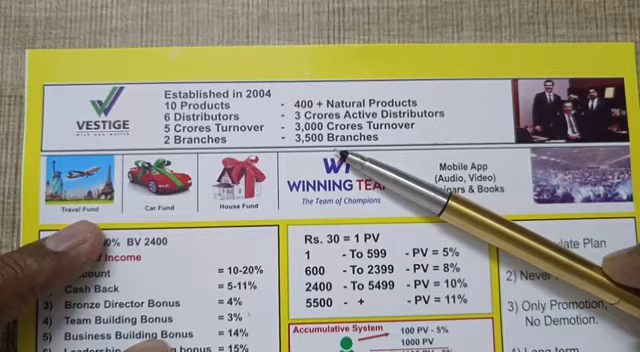 VESTIGE
Established in 2004
10 Products - 400 + Natural Products
6 Distributors - 3 Crores Active Distributors
5 Crores Turnover - 3,000 Crores Turnover
2 Branches - 3,500 Branches
Travel Fund
Car Fund
House Fund
WINNING
The Team of Champions
Mobile App
(Audio, Video)
& Books
BV 2400
Income
= 10-20%
2) Cash Back = 5-11%
3) Bronze Director Bonus = 4%
4) Team Building Bonus = 3%
5) Business Building Bonus = 14%
bonus = 15%
Rs. 30 = 1 PV
1 - To 599 - PV = 5%
600 - To 2399 - PV = 8%
2400 - To 5499 - PV = 10%
5500 - + - PV = 11%
Accumulative System
100 PV - 5%
1000 PV
Plan
2)
3) Only Promotion,
No Demotion.
4) Long term